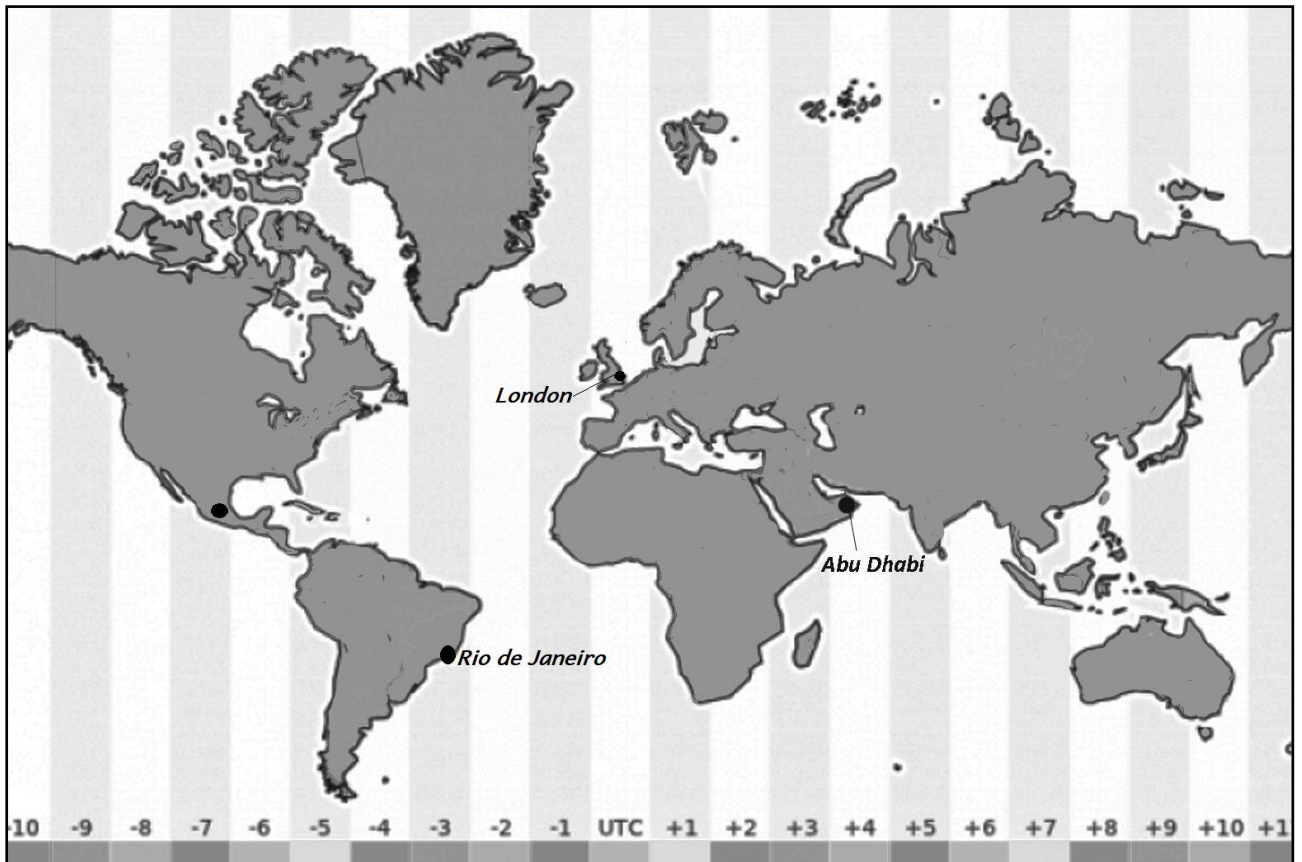 London
Abu Dhabi
Rio de Janeiro
-10 -9 -8 -7 -6 -5 -4 -3 -2 -1 UTC +1 +2 +3 +4 +5 +6 +7 +8 +9 +10 +1